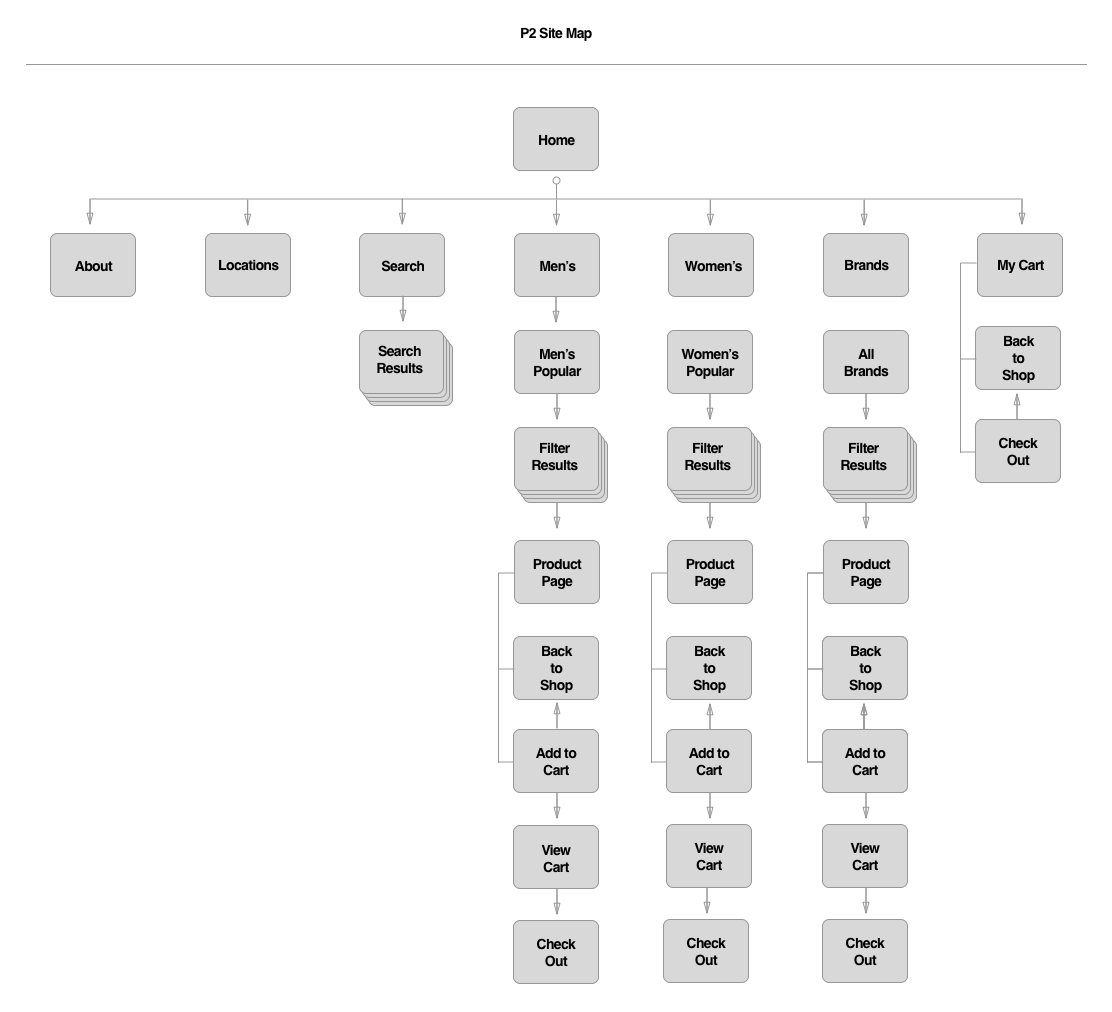 P2 Site Map
Home
About
Locations
Search
Men's
Women's
Brands
My Cart
Search
Results
Men's
Popular
Women's
Popular
All
Brands
Back
to
Shop
Filter
Results
Filter
Results
Filter
Results
Check
Out
Product
Page
Product
Page
Product
Page
Back
to
Shop
Back
to
Shop
Back
to
Shop
Add to
Cart
Add to
Cart
Add to
Cart
View
Cart
View
Cart
View
Cart
Check
Out
Check
Out
Check
Out